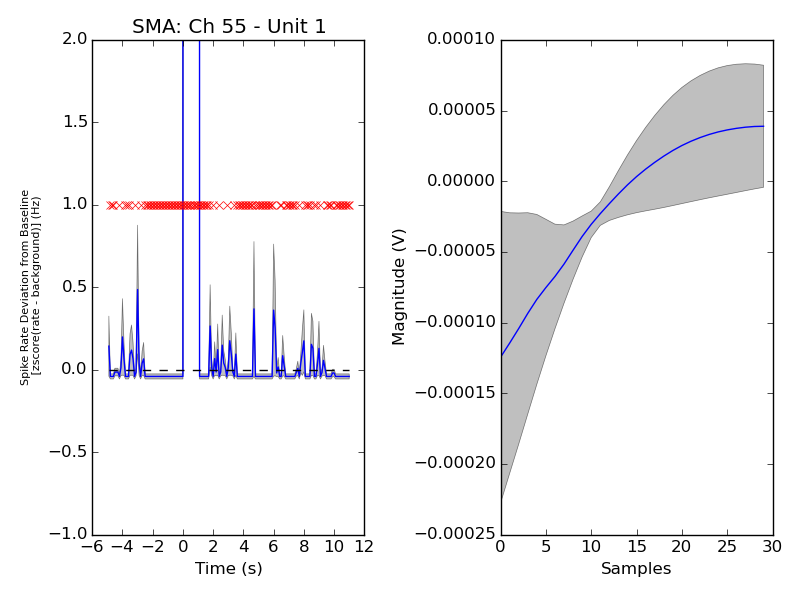 SMA: Ch 55 - Unit 1
Spike Rate Deviation from Baseline
[zscore(rate - background)] (Hz)
2.0
1.5
1.0
0.5
0.0
−0.5
−1.0
−6 −4 −2 0 2 4 6 8 10 12
Time (s)
Magnitude (V)
0.00010
0.00005
0.00000
−0.00005
−0.00010
−0.00015
−0.00020
−0.00025
0 5 10 15 20 25 30
Samples